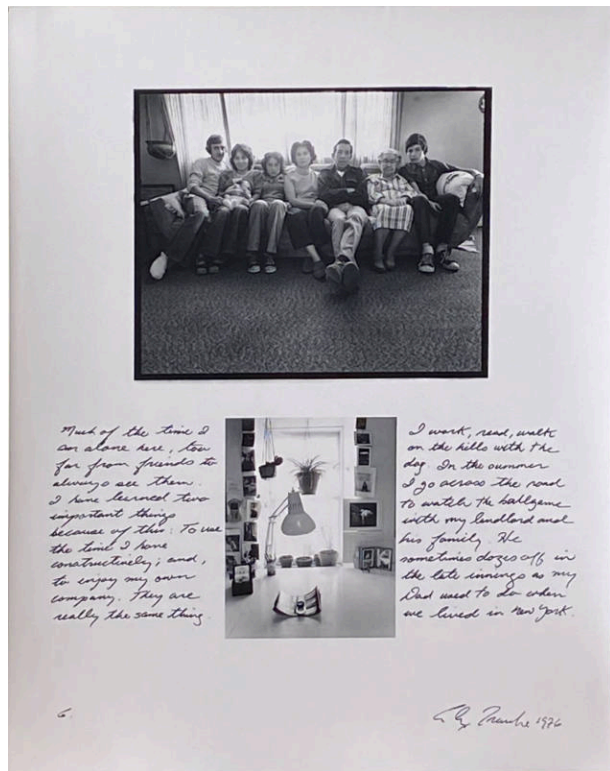 Much of the time I
am alone here, too
far from friends to
always see them.
I have learned two
important things
because of this: To use
the time I have
constructively; and,
to enjoy my own
company. They are
really the same thing.
I work, read, walk
on the hills with the
dog. In the summer
I go across the road
to watch the ballgame
with my landlord and
his family. He
sometimes dozes off in
the late innings as my
Dad used to do when
we lived in New York.
6.
1976